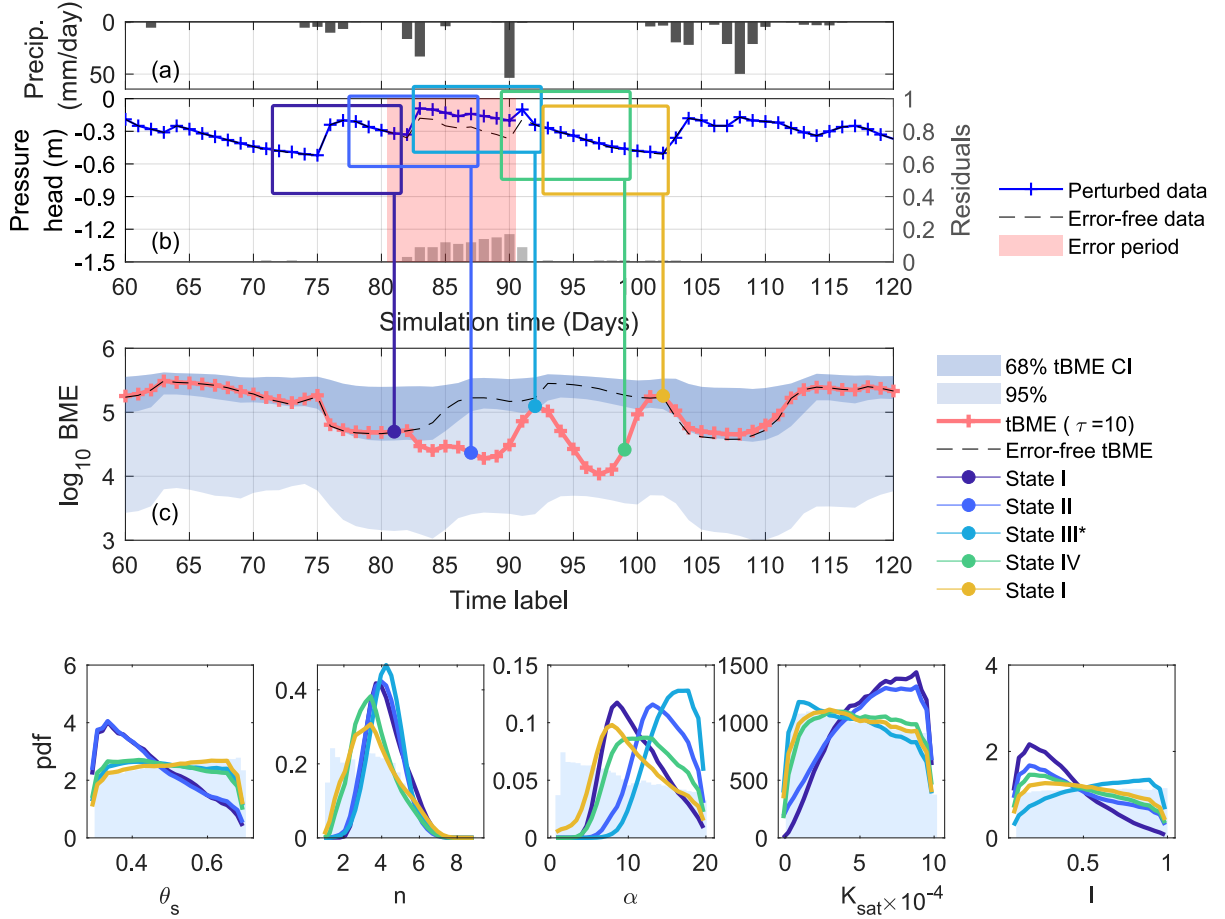 0
50
Precip.
(mm/day)
(a)
0
-0.3
-0.6
-0.9
-1.2
-1.5
Pressure
head (m)
(b)
1
0.8
0.6
0.4
0.2
0
Residuals
60 65 70 75 80 85 90 95 100 105 110 115 120
Simulation time (Days)
Perturbed data
Error-free data
Error period
6
5
4
3
log10 BME
(c)
60 65 70 75 80 85 90 95 100 105 110 115 120
Time label
68% tBME CI
95%
tBME ( τ =10)
Error-free tBME
State I
State II
State III*
State IV
State I
pdf
6
4
2
0
0.4 0.6
θs
0.4
0.2
0
2 4 6 8
n
0.15
0.1
0.05
0
0 10 20
α
1500
1000
500
0
0 5 10
Ksat×10-4
4
2
0
0.5 1
l